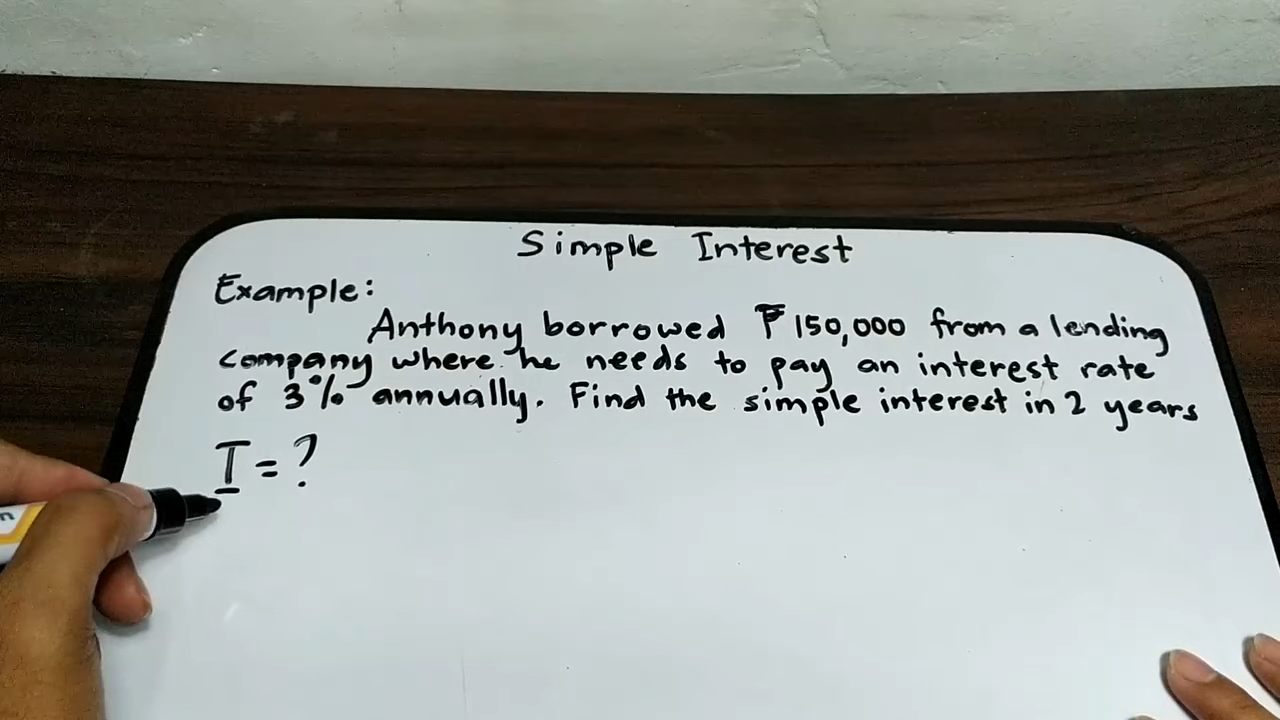 Simple Interest
Example:
Anthony borrowed ₱150,000 from a lending
company where he needs to pay an interest rate
of 3% annually. Find the simple interest in 2 years
I = ?